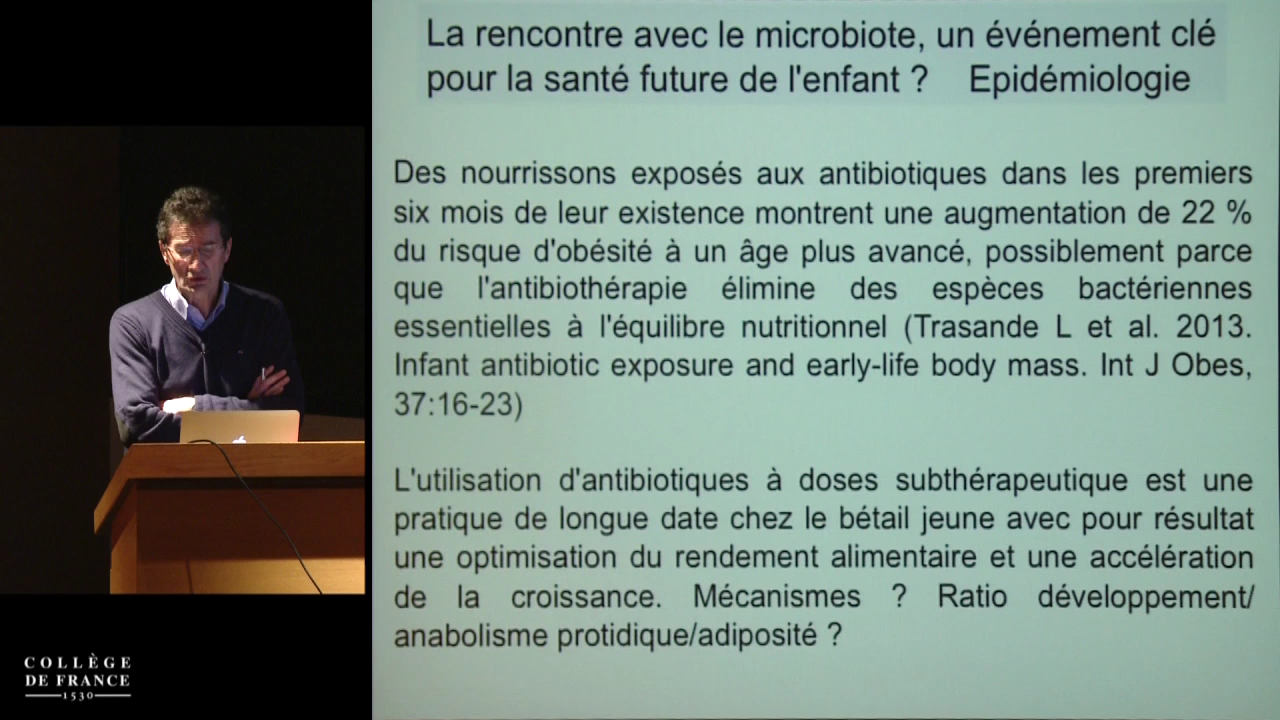 La rencontre avec le microbiote, un événement clé
pour la santé future de l'enfant ? Epidémiologie
Des nourrissons exposés aux antibiotiques dans les premiers
six mois de leur existence montrent une augmentation de 22 %
du risque d'obésité à un âge plus avancé, possiblement parce
que l'antibiothérapie élimine des espèces bactériennes
essentielles à l'équilibre nutritionnel (Trasande L et al. 2013.
Infant antibiotic exposure and early-life body mass. Int J Obes,
37:16-23)
L'utilisation d'antibiotiques à doses subthérapeutique est une
pratique de longue date chez le bétail jeune avec pour résultat
une optimisation du rendement alimentaire et une accélération
de la croissance. Mécanismes ? Ratio développement/
anabolisme protidique/adiposité ?
COLLÈGE
DE FRANCE
1530